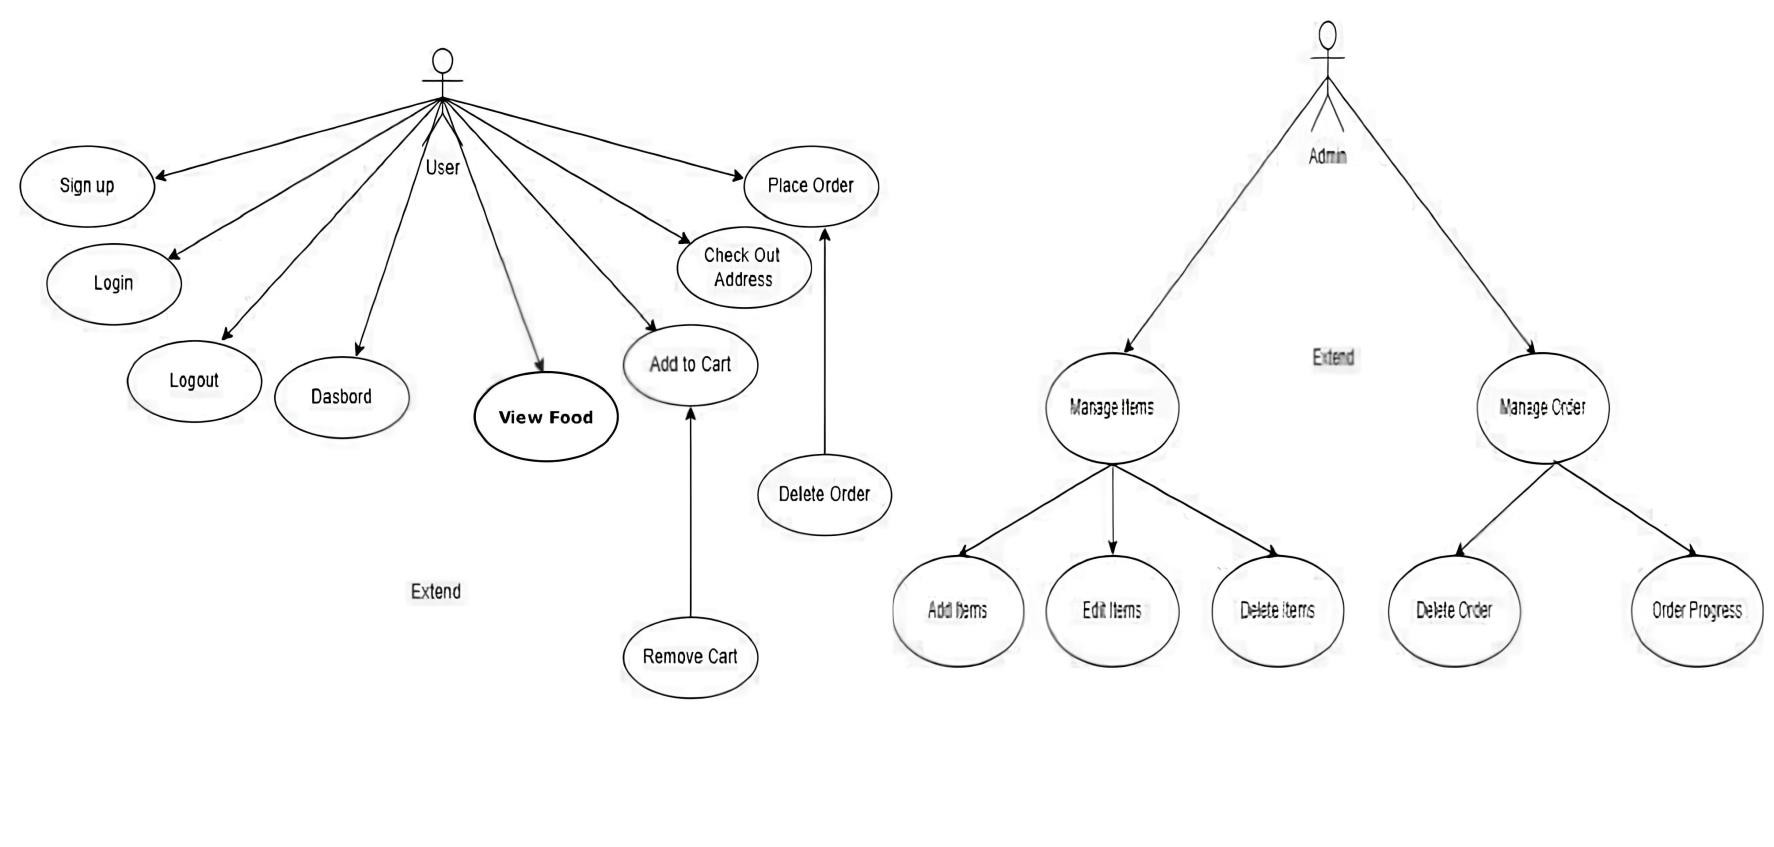 User
Sign up
Place Order
Login
Check Out
Address
Logout
Dasbord
View Food
Add to Cart
Delete Order
Extend
Remove Cart
Admin
Extend
Manage Items
Manage Order
Add Items
Edit Items
Delete Items
Delete Order
Order Progress